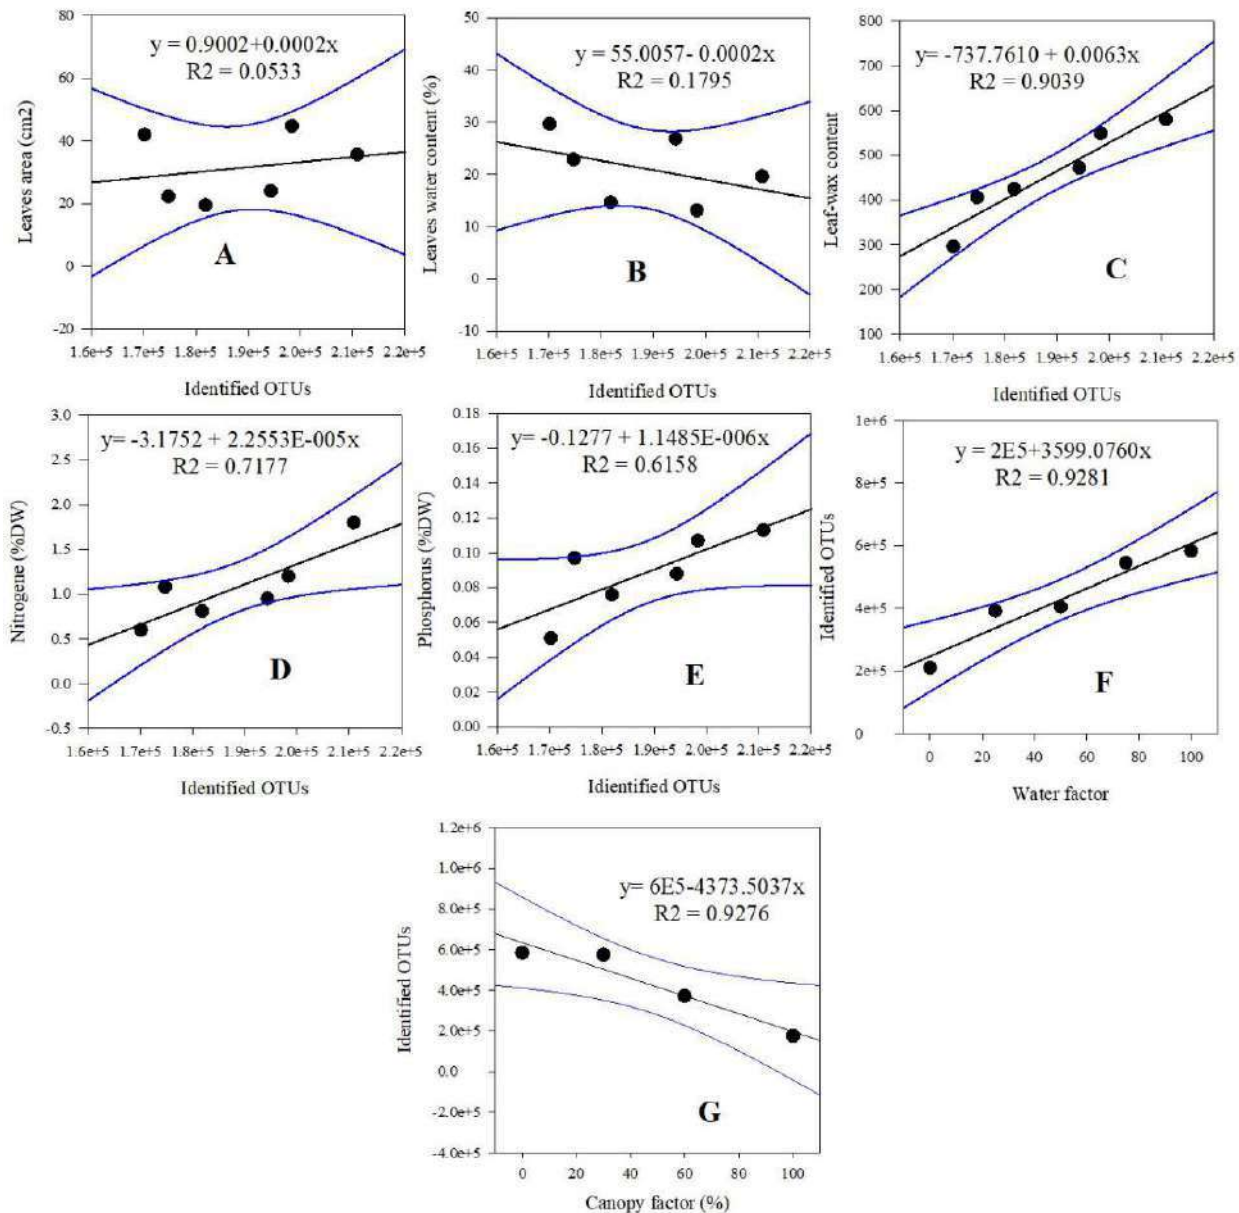 y = 0.9002+0.0002x
R2 = 0.0533
Leaves area (cm2)
80
60
40
20
0
-20
A
1.6e+5 1.7e+5 1.8e+5 1.9e+5 2.0e+5 2.1e+5 2.2e+5
Identified OTUs
y = 55.0057- 0.0002x
R2 = 0.1795
Leaves water content (%)
50
40
30
20
10
0
-10
B
1.6e+5 1.7e+5 1.8e+5 1.9e+5 2.0e+5 2.1e+5 2.2e+5
Identified OTUs
y= -737.7610 + 0.0063x
R2 = 0.9039
Leaf-wax content
800
700
600
500
400
300
200
100
C
1.6e+5 1.7e+5 1.8e+5 1.9e+5 2.0e+5 2.1e+5 2.2e+5
Identified OTUs
y= -3.1752 + 2.2553E-005x
R2 = 0.7177
Nitrogene (%DW)
3.0
2.5
2.0
1.5
1.0
0.5
0.0
-0.5
D
1.6e+5 1.7e+5 1.8e+5 1.9e+5 2.0e+5 2.1e+5 2.2e+5
Identified OTUs
y= -0.1277 + 1.1485E-006x
R2 = 0.6158
Phosphorus (%DW)
0.18
0.16
0.14
0.12
0.10
0.08
0.06
0.04
0.02
0.00
E
1.6e+5 1.7e+5 1.8e+5 1.9e+5 2.0e+5 2.1e+5 2.2e+5
Idientified OTUs
y = 2E5+3599.0760x
R2 = 0.9281
Identified OTUs
1e+6
8e+5
6e+5
4e+5
2e+5
0
F
0 20 40 60 80 100
Water factor
y= 6E5-4373.5037x
R2 = 0.9276
Identified OTUs
1.2e+6
1.0e+6
8.0e+5
6.0e+5
4.0e+5
2.0e+5
0.0
-2.0e+5
-4.0e+5
G
0 20 40 60 80 100
Canopy factor (%)